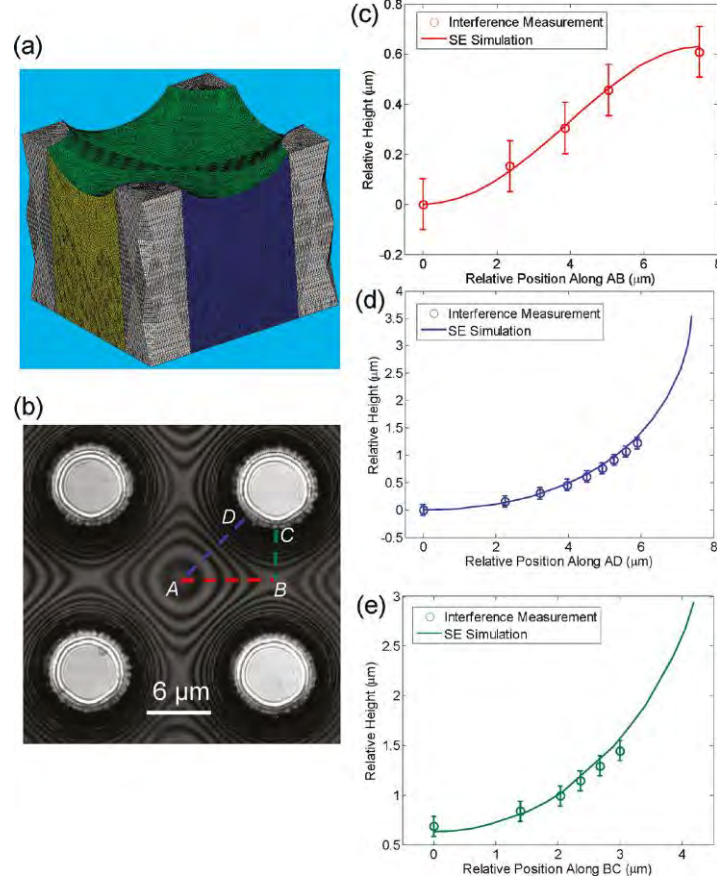 (a)
(b)
D
C
A
B
6 μm
(c)
Interference Measurement
SE Simulation
Relative Height (μm)
0.8
0.6
0.4
0.2
0
-0.2
0
2
4
6
8
Relative Position Along AB (μm)
(d)
Interference Measurement
SE Simulation
Relative Height (μm)
4
3.5
3
2.5
2
1.5
1
0.5
0
-0.5
0
2
4
6
8
Relative Position Along AD (μm)
(e)
Interference Measurement
SE Simulation
Relative Height (μm)
3
2.5
2
1.5
1
0.5
0
1
2
3
4
Relative Position Along BC (μm)